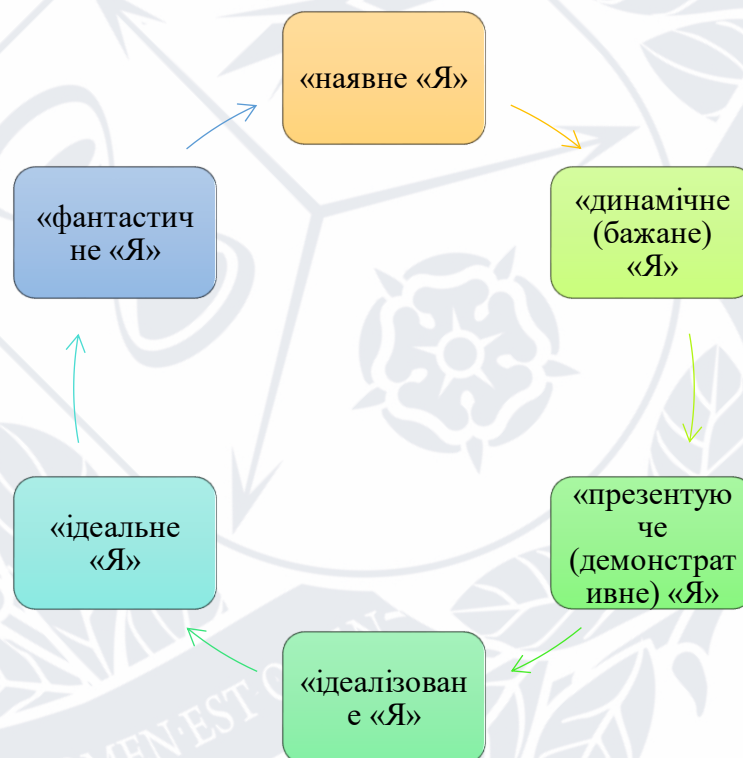 «наявне «Я»
«динамічне
(бажане)
«Я»
«презентую
че
(демонстрат
ивне) «Я»
«ідеалізован
е «Я»
«ідеальне
«Я»
«фантастич
не «Я»